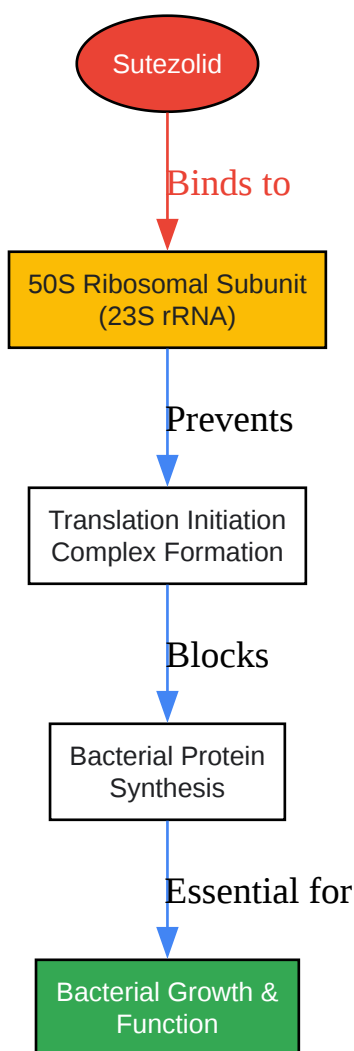 Sutezolid
Binds to
50S Ribosomal Subunit
(23S rRNA)
Prevents
Translation Initiation
Complex Formation
Blocks
Bacterial Protein
Synthesis
Essential for
Bacterial Growth &
Function